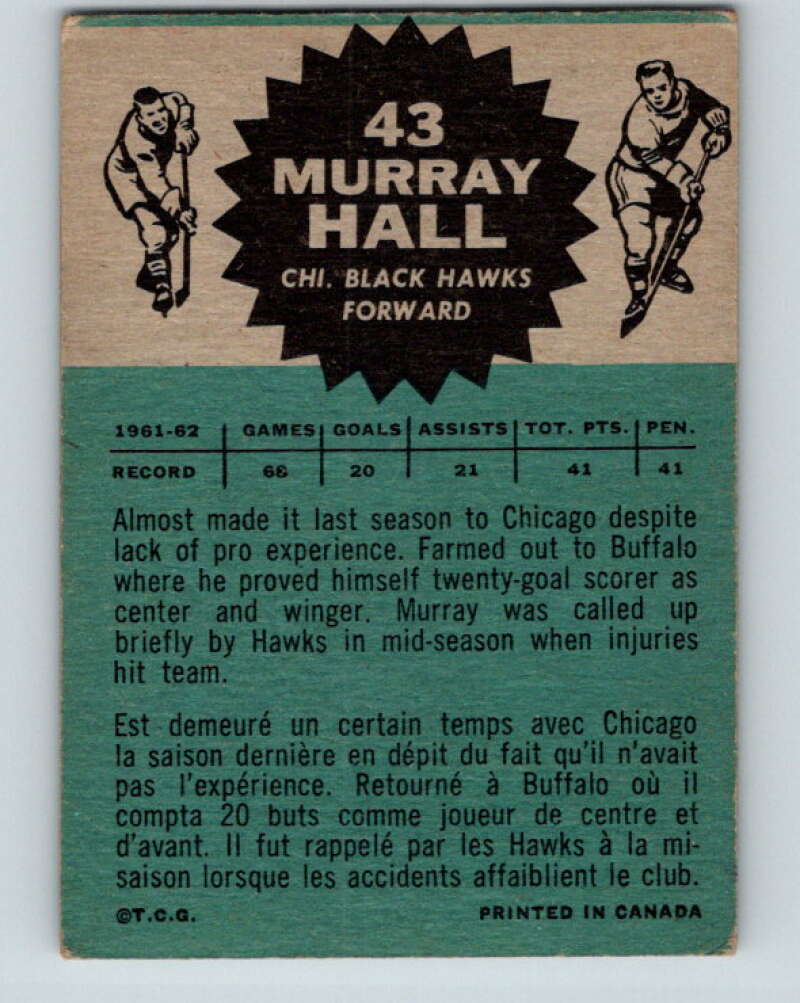 43
MURRAY
HALL
CHI. BLACK HAWKS
FORWARD
1961-62 GAMES GOALS ASSISTS TOT. PTS. PEN.
RECORD 68 20 21 41 41
Almost made it last season to Chicago despite
lack of pro experience. Farmed out to Buffalo
where he proved himself twenty-goal scorer as
center and winger. Murray was called up
briefly by Hawks in mid-season when injuries
hit team.
Est demeuré un certain temps avec Chicago
la saison dernière en dépit du fait qu'il n'avait
pas l'expérience. Retourné à Buffalo où il
compta 20 buts comme joueur de centre et
d'avant. Il fut rappelé par les Hawks à la mi-
saison lorsque les accidents affaiblient le club.
©T.C.G. PRINTED IN CANADA